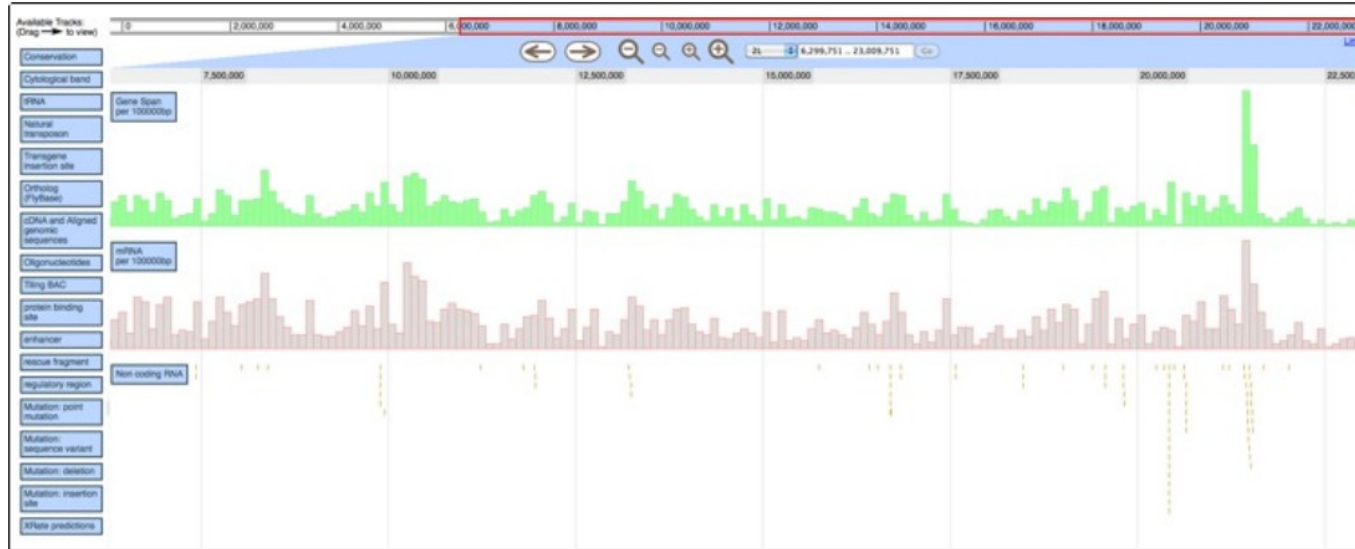 Available Tracks:
(Drag → to view)
0 2,000,000 4,000,000 6,000,000 8,000,000 10,000,000 12,000,000 14,000,000 16,000,000 18,000,000 20,000,000 22,000,000
2L 6,299,751 .. 23,009,751 Go
7,500,000 10,000,000 12,500,000 15,000,000 17,500,000 20,000,000 22,500
Conservation
Cytological band
tRNA
Natural
transposon
Transgene
insertion site
Ortholog
(FlyBase)
cDNA and Aligned
genomic
sequences
Oligonucleotides
Tiling BAC
protein binding
site
enhancer
rescue fragment
regulatory region
Mutation: point
mutation
Mutation:
sequence variant
Mutation: deletion
Mutation: insertion
site
XRate predictions
Gene Span
per 100000bp
mRNA
per 100000bp
Non coding RNA